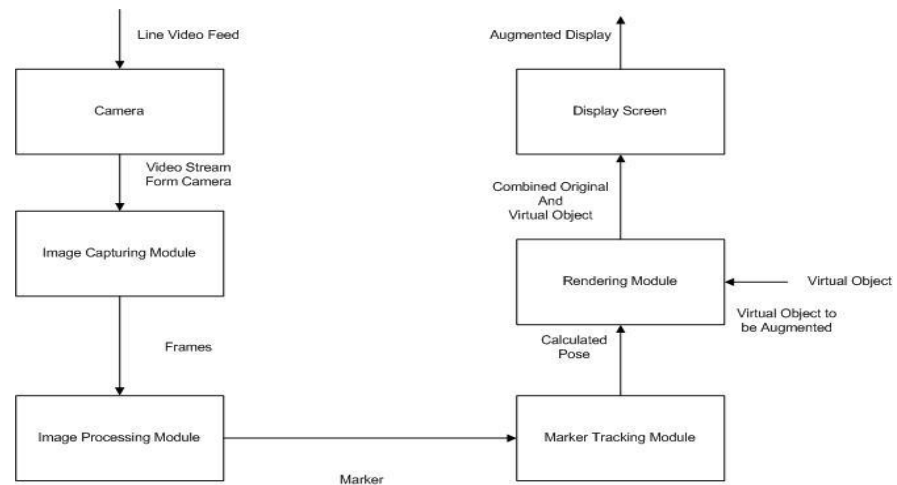 Line Video Feed
Camera
Video Stream
Form Camera
Image Capturing Module
Frames
Image Processing Module
Marker
Marker Tracking Module
Calculated
Pose
Rendering Module
Virtual Object
Virtual Object to
be Augmented
Combined Original
And
Virtual Object
Display Screen
Augmented Display